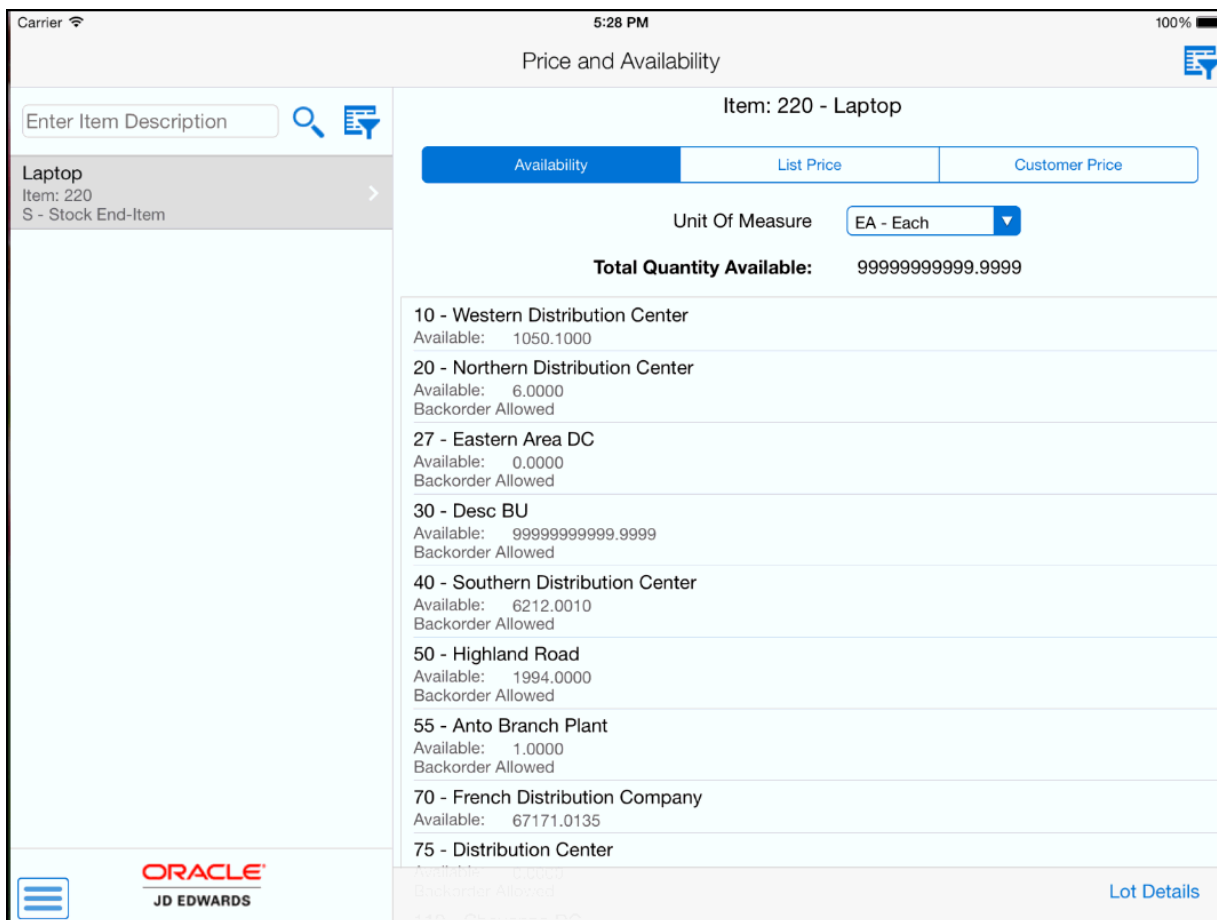 Carrier 5:28 PM 100%
Price and Availability
Enter Item Description
Laptop
Item: 220
S - Stock End-Item
ORACLE
JD EDWARDS
Item: 220 - Laptop
Availability List Price Customer Price
Unit Of Measure EA - Each
Total Quantity Available: 99999999999.9999
10 - Western Distribution Center
Available: 1050.1000
20 - Northern Distribution Center
Available: 6.0000
Backorder Allowed
27 - Eastern Area DC
Available: 0.0000
Backorder Allowed
30 - Desc BU
Available: 99999999999.9999
Backorder Allowed
40 - Southern Distribution Center
Available: 6212.0010
Backorder Allowed
50 - Highland Road
Available: 1994.0000
Backorder Allowed
55 - Anto Branch Plant
Available: 1.0000
Backorder Allowed
70 - French Distribution Company
Available: 67171.0135
75 - Distribution Center
Available: 0.0000
Backorder Allowed
Lot Details